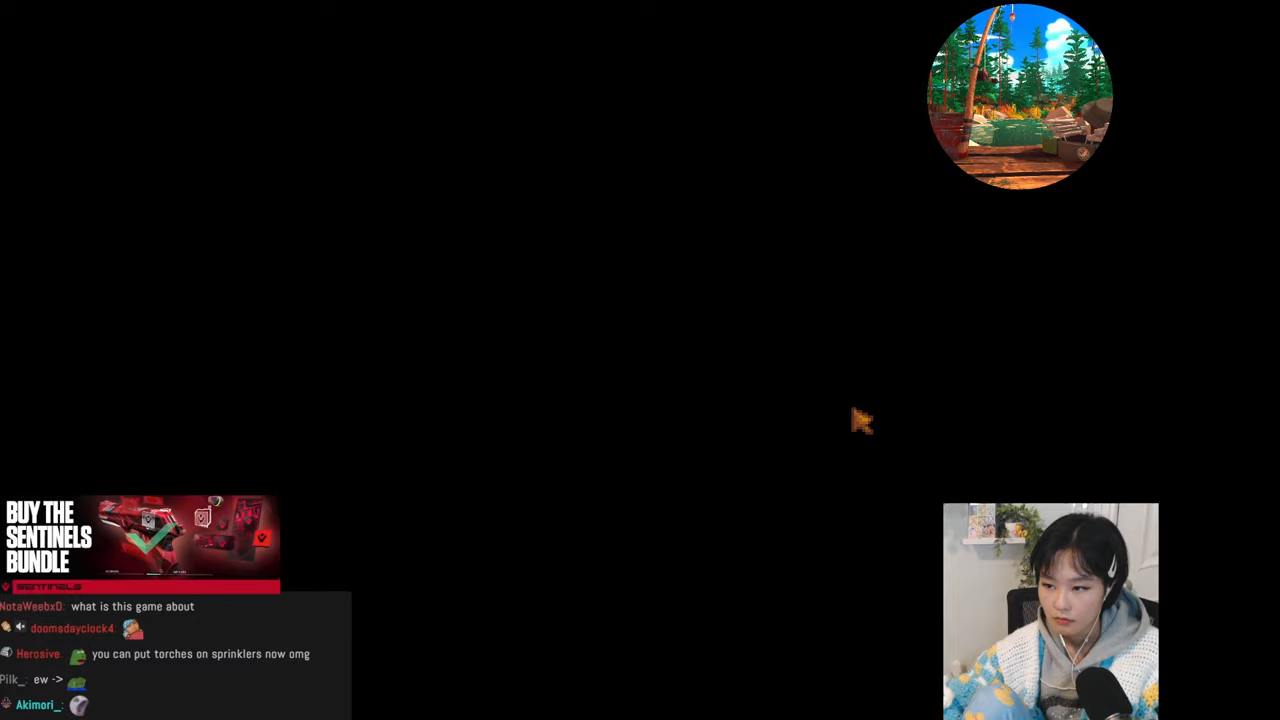 BUY THE
SENTINELS
BUNDLE
SENTINELS
NotaWeebxD: what is this game about
doomsdayclock4
Herosive: you can put torches on sprinklers now omg
Pilk_: ew ->
Akimori_: